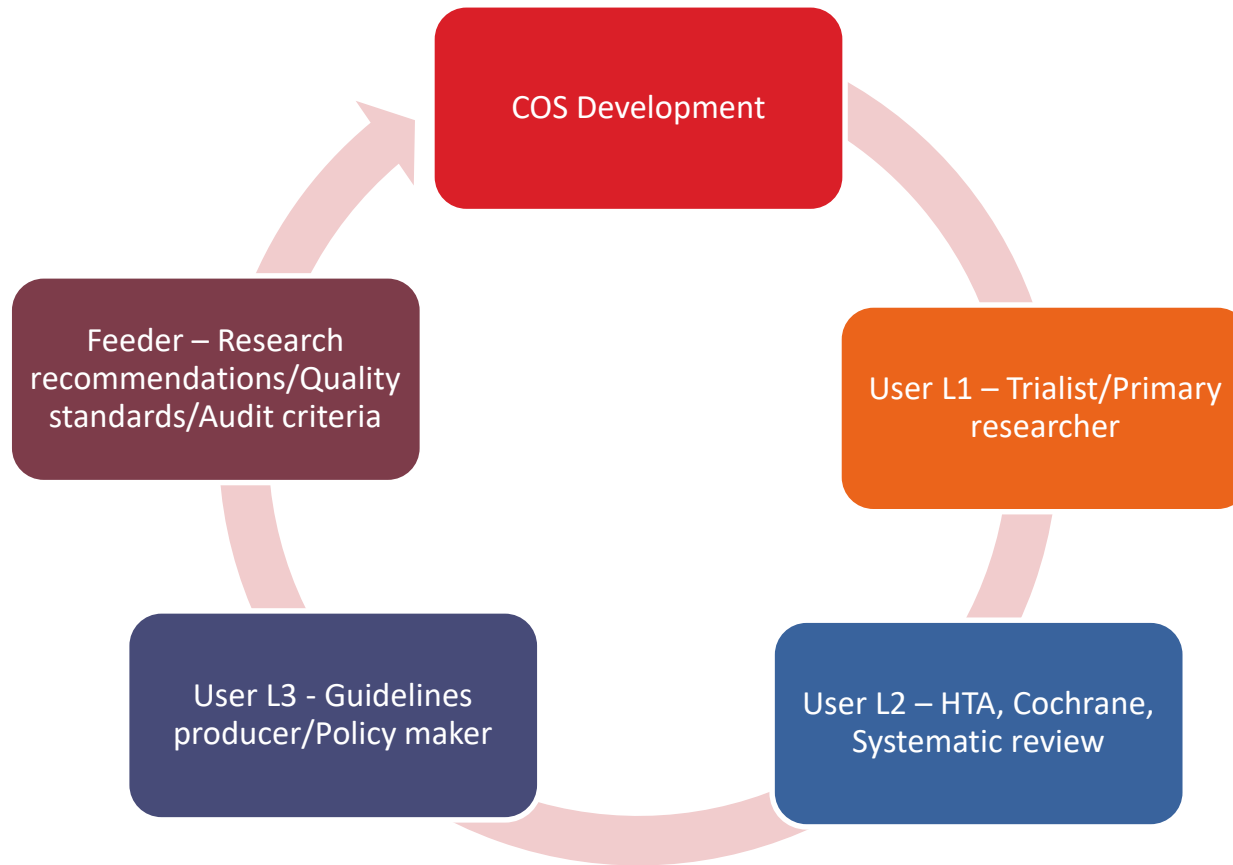 COS Development
User L1 – Trialist/Primary
researcher
User L2 – HTA, Cochrane,
Systematic review
User L3 - Guidelines
producer/Policy maker
Feeder – Research
recommendations/Quality
standards/Audit criteria